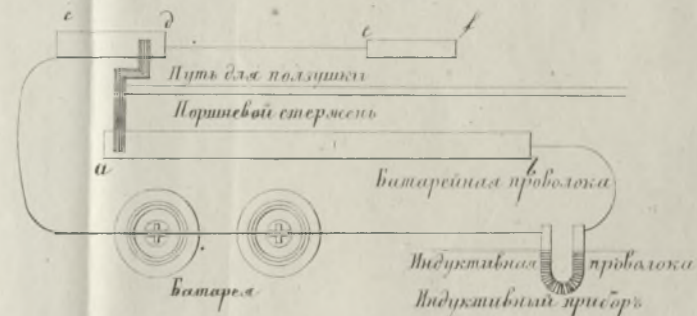 c д e f
Путь для ползушки
Поршневой стержень
a b
Батарейная проволока
Индуктивная проволока
Батарея
Индуктивный приборъ